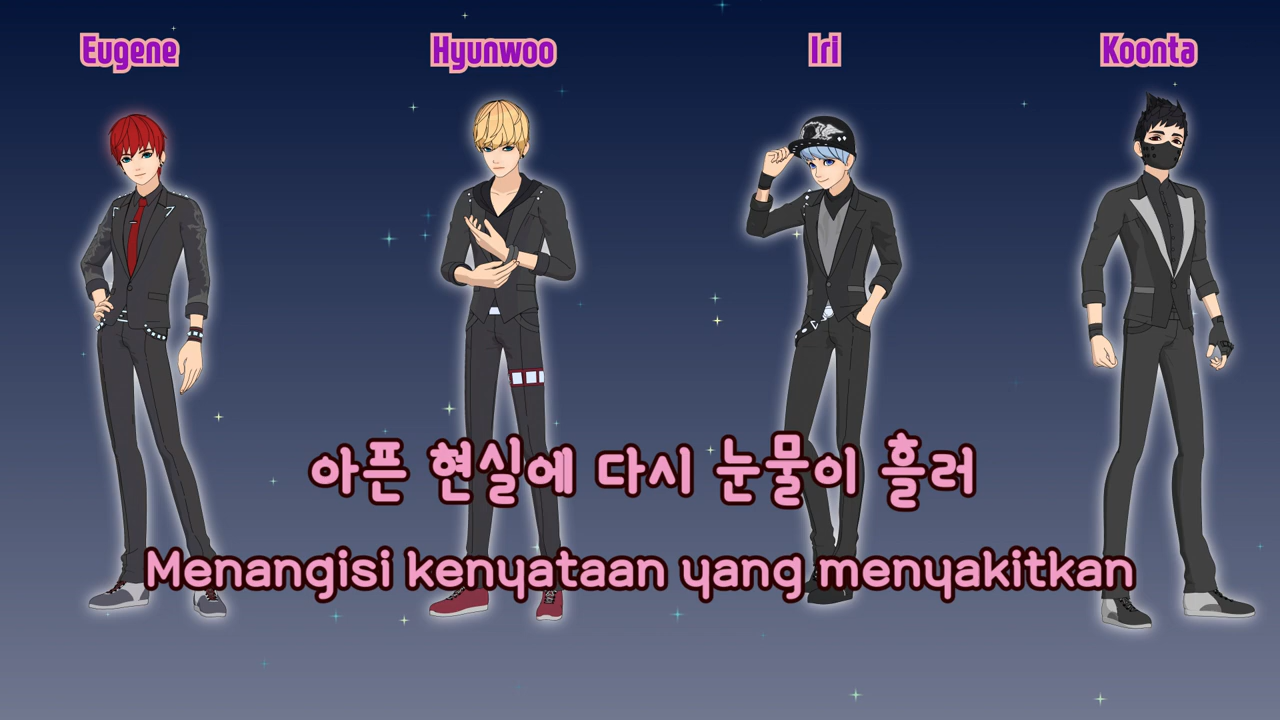 Eugene Hyunwoo Iri Koonta
아픈 현실에 다시 눈물이 흘러
Menangisi kenyataan yang menyakitkan